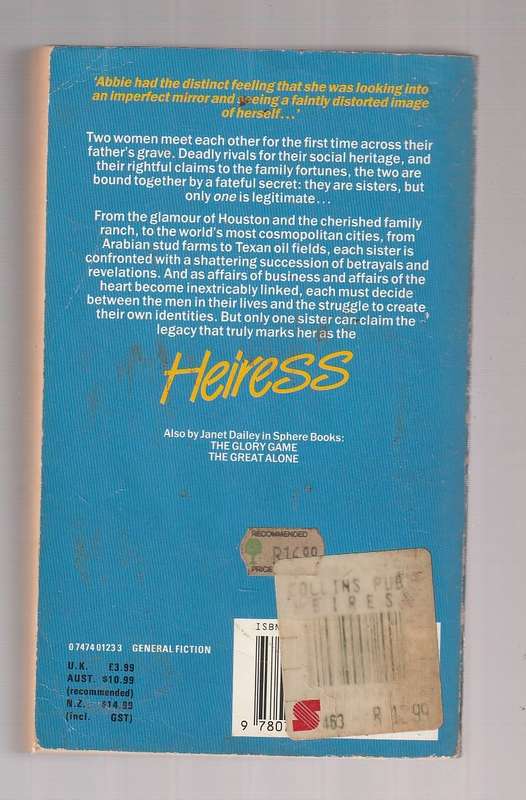 'Abbie had the distinct feeling that she was looking into
an imperfect mirror and seeing a faintly distorted image
of herself...'
Two women meet each other for the first time across their
father's grave. Deadly rivals for their social heritage, and
their rightful claims to the family fortunes, the two are
bound together by a fateful secret: they are sisters, but
only one is legitimate...
From the glamour of Houston and the cherished family
ranch, to the world's most cosmopolitan cities, from
Arabian stud farms to Texan oil fields, each sister is
confronted with a shattering succession of betrayals and
revelations. And as affairs of business and affairs of the
heart become inextricably linked, each must decide
between the men in their lives and the struggle to create
their own identities. But only one sister can claim the
legacy that truly marks her as the
Heiress
Also by Janet Dailey in Sphere Books:
THE GLORY GAME
THE GREAT ALONE
RECOMMENDED
R14.99
PRICE
OLLINS PUB
EIRES
ISBN
0 7474 0123 3 GENERAL FICTION
U.K. £3.99
AUST. $10.99
(recommended)
N.Z. $14.99
(incl. GST)
9 7807
463